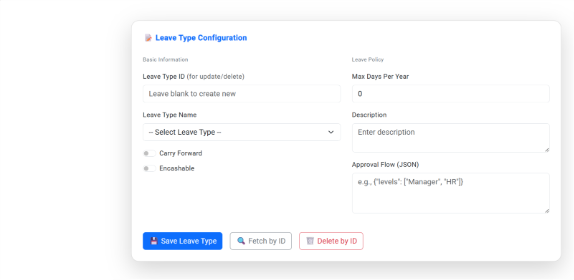 Leave Type Configuration
Basic Information
Leave Type ID (for update/delete)
Leave blank to create new
Leave Type Name
-- Select Leave Type --
Carry Forward
Encashable
Leave Policy
Max Days Per Year
0
Description
Enter description
Approval Flow (JSON)
e.g., {"levels": ["Manager", "HR"]}
Save Leave Type
Fetch by ID
Delete by ID